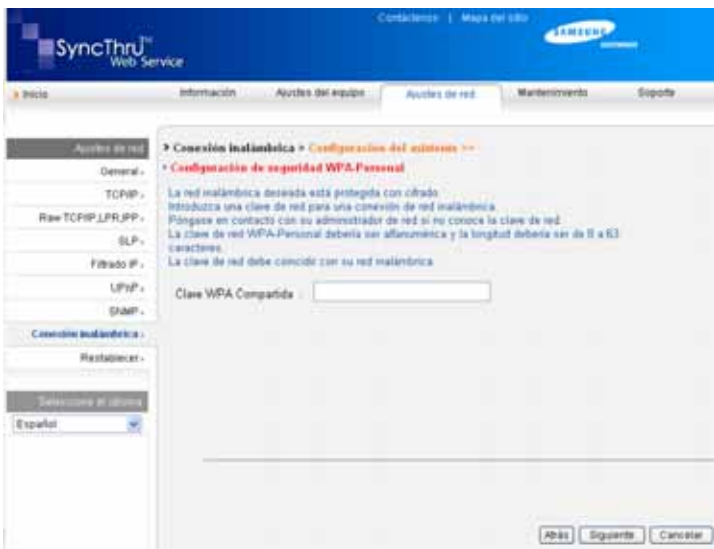 Contáctenos | Mapa del sitio
SAMSUNG
SyncThru™
Web Service
Inicio
Información
Ajustes del equipo
Ajustes de red
Mantenimiento
Soporte
Ajustes de red
General
TCP/IP
Raw TCP/IP,LPR,IPP
SLP
Filtrado IP
UPnP
SNMP
Conexión inalámbrica
Restablecer
Seleccione el idioma
Español
Conexión inalámbrica > Configuración del asistente >>
Configuración de seguridad WPA-Personal
La red inalámbrica deseada está protegida con cifrado.
Introduzca una clave de red para una conexión de red inalámbrica.
Póngase en contacto con su administrador de red si no conoce la clave de red.
La clave de red WPA-Personal debería ser alfanumérica y la longitud debería ser de 8 a 63
caracteres.
La clave de red debe coincidir con su red inalámbrica.
Clave WPA Compartida :
Atrás
Siguiente
Cancelar